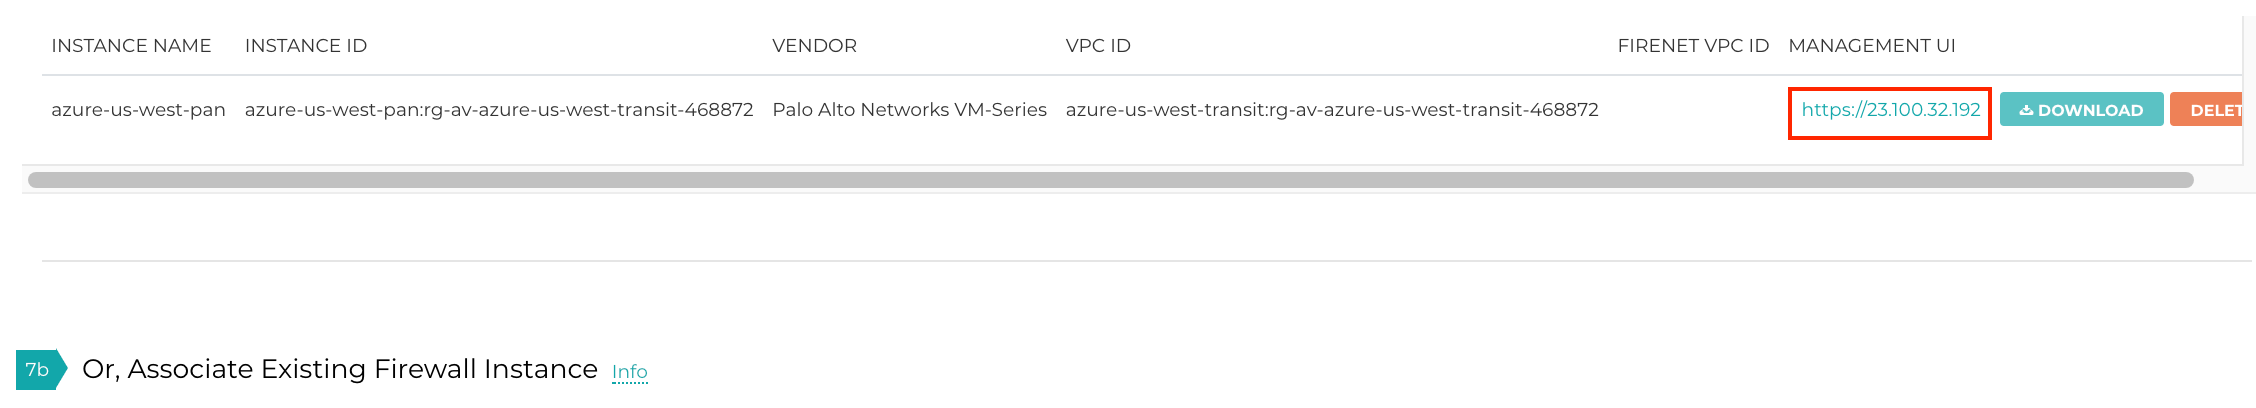 INSTANCE NAME INSTANCE ID VENDOR VPC ID FIRENET VPC ID MANAGEMENT UI
azure-us-west-pan azure-us-west-pan:rg-av-azure-us-west-transit-468872 Palo Alto Networks VM-Series azure-us-west-transit:rg-av-azure-us-west-transit-468872 https://23.100.32.192 DOWNLOAD DELET
7b Or, Associate Existing Firewall Instance Info